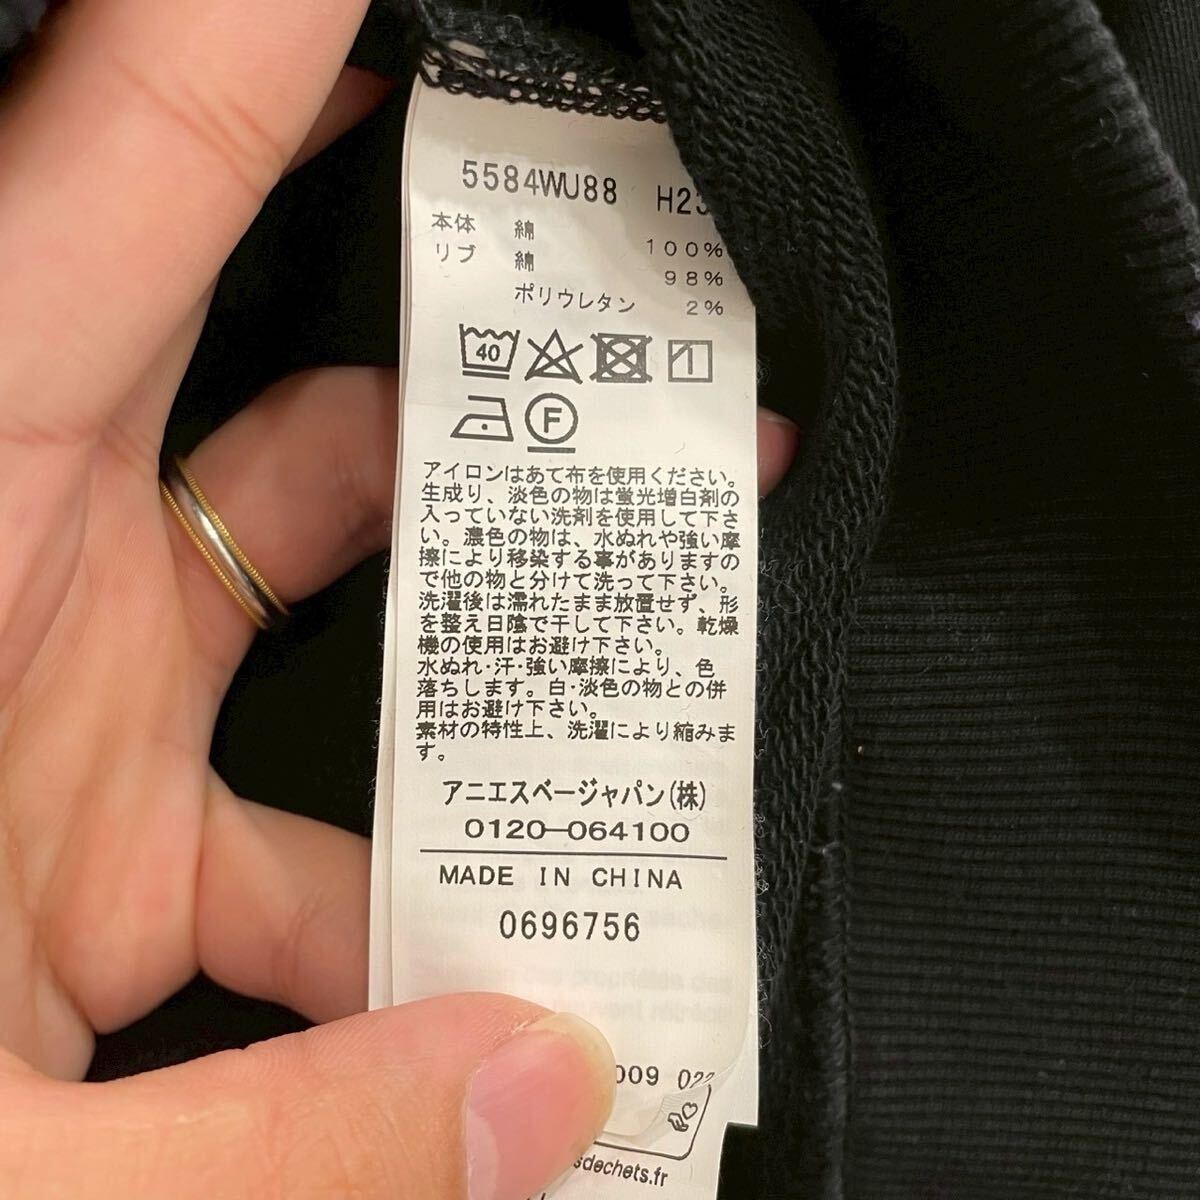 5584WU88 H23
本体 綿 100%
リブ 綿 98%
ポリウレタン 2%
40
F
アイロンはあて布を使用ください。
生成り、淡色の物は蛍光増白剤の
入っていない洗剤を使用して下さ
い。濃色の物は、水ぬれや強い摩
擦により移染する事がありますの
で他の物と分けて洗って下さい。
洗濯後は濡れたまま放置せず、形
を整え日陰で干して下さい。乾燥
機の使用はお避け下さい。
水ぬれ・汗・強い摩擦により、色
落ちします。白・淡色の物との併
用はお避け下さい。
素材の特性上、洗濯により縮みま
す。
アニエスベージャパン(株)
0120-064100
MADE IN CHINA
0696756
009
sdechets.fr